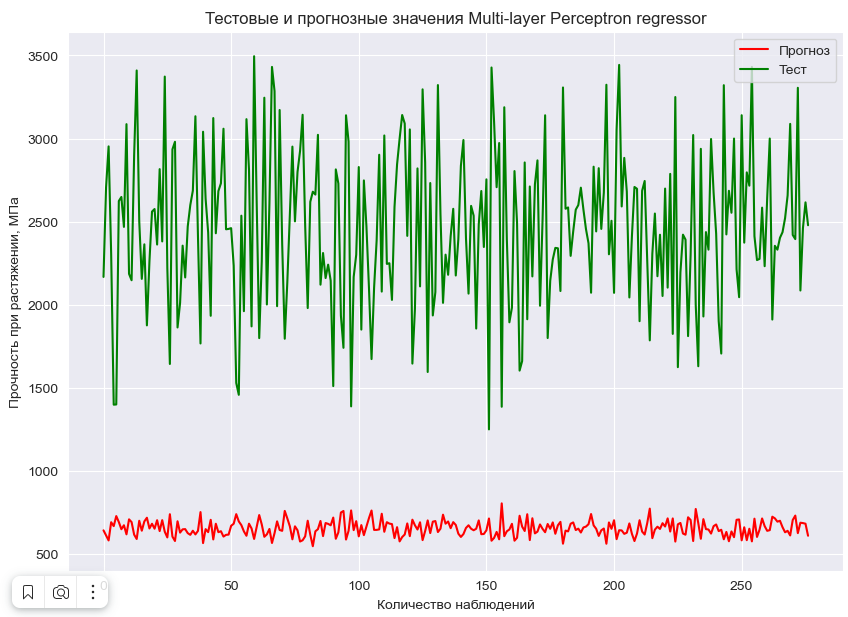 Тестовые и прогнозные значения Multi-layer Perceptron regressor
Прогноз
Тест
Прочность при растяжении, МПа
3500
3000
2500
2000
1500
1000
500
0
50
100
150
200
250
Количество наблюдений